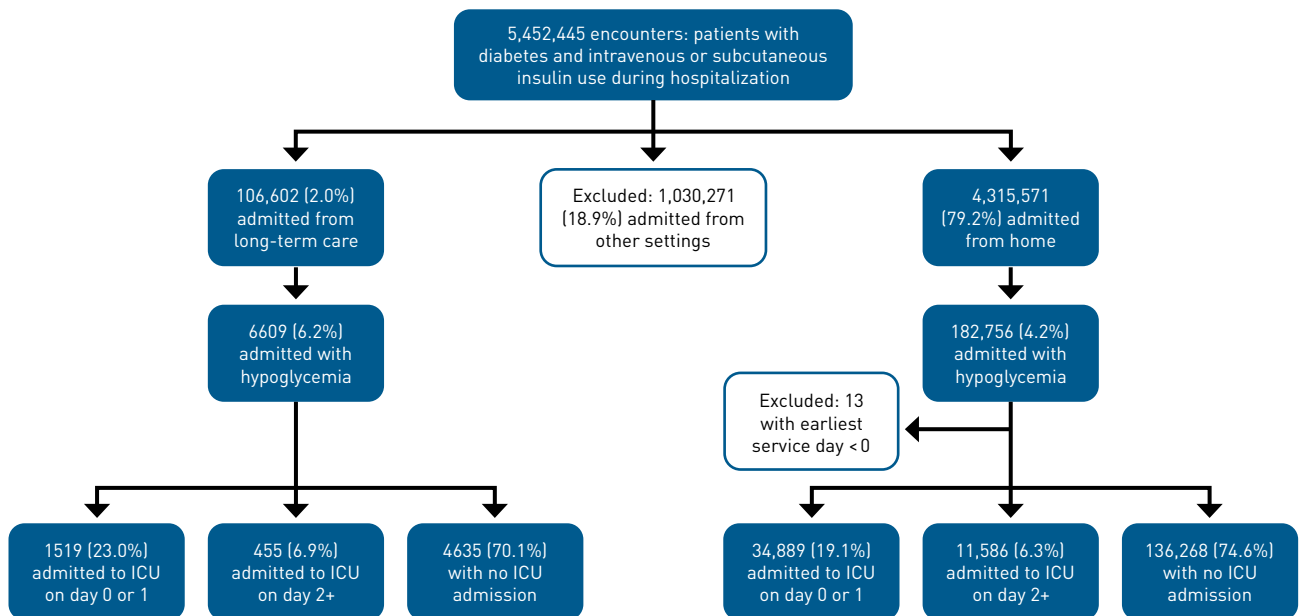 5,452,445 encounters: patients with
diabetes and intravenous or subcutaneous
insulin use during hospitalization
106,602 (2.0%)
admitted from
long-term care
Excluded: 1,030,271
(18.9%) admitted from
other settings
4,315,571
(79.2%) admitted
from home
6609 (6.2%)
admitted with
hypoglycemia
182,756 (4.2%)
admitted with
hypoglycemia
Excluded: 13
with earliest
service day <0
1519 (23.0%)
admitted to ICU
on day 0 or 1
455 (6.9%)
admitted to ICU
on day 2+
4635 (70.1%)
with no ICU
admission
34,889 (19.1%)
admitted to ICU
on day 0 or 1
11,586 (6.3%)
admitted to ICU
on day 2+
136,268 (74.6%)
with no ICU
admission